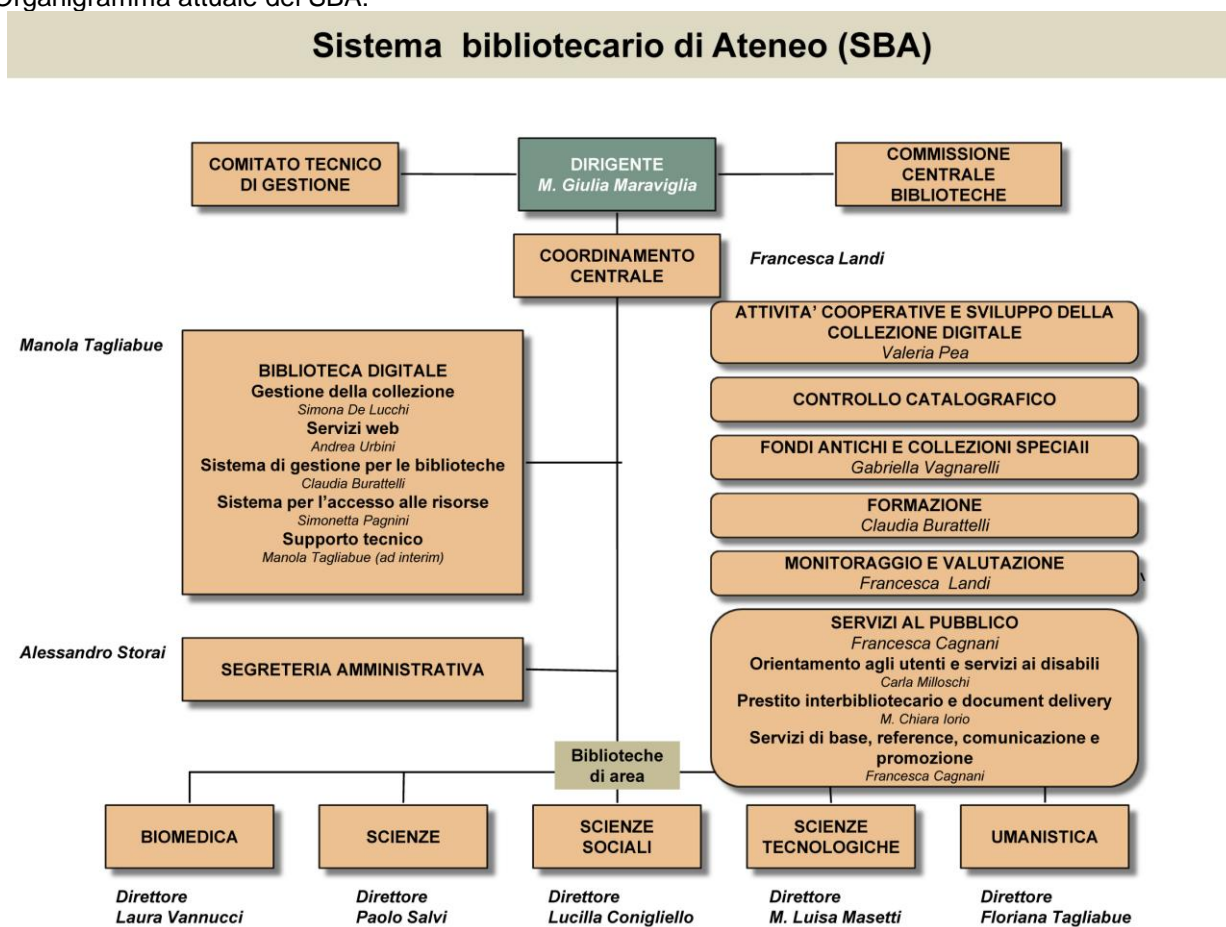 Organigramma attuale del SBA:
Sistema bibliotecario di Ateneo (SBA)
COMITATO TECNICO
DI GESTIONE
DIRIGENTE
M. Giulia Maraviglia
COMMISSIONE
CENTRALE
BIBLIOTECHE
COORDINAMENTO
CENTRALE
Francesca Landi
Manola Tagliabue
BIBLIOTECA DIGITALE
Gestione della collezione
Simona De Lucchi
Servizi web
Andrea Urbini
Sistema di gestione per le biblioteche
Claudia Burattelli
Sistema per l'accesso alle risorse
Simonetta Pagnini
Supporto tecnico
Manola Tagliabue (ad interim)
ATTIVITA' COOPERATIVE E SVILUPPO DELLA
COLLEZIONE DIGITALE
Valeria Pea
CONTROLLO CATALOGRAFICO
FONDI ANTICHI E COLLEZIONI SPECIAII
Gabriella Vagnarelli
FORMAZIONE
Claudia Burattelli
MONITORAGGIO E VALUTAZIONE
Francesca Landi
\
SERVIZI AL PUBBLICO
Francesca Cagnani
Orientamento agli utenti e servizi ai disabili
Carla Milloschi
Prestito interbibliotecario e document delivery
M. Chiara Iorio
Servizi di base, reference, comunicazione e
promozione
Francesca Cagnani
Alessandro Storai
SEGRETERIA AMMINISTRATIVA
Biblioteche
di area
BIOMEDICA
SCIENZE
SCIENZE
SOCIALI
SCIENZE
TECNOLOGICHE
UMANISTICA
Direttore
Laura Vannucci
Direttore
Paolo Salvi
Direttore
Lucilla Conigliello
Direttore
M. Luisa Masetti
Direttore
Floriana Tagliabue